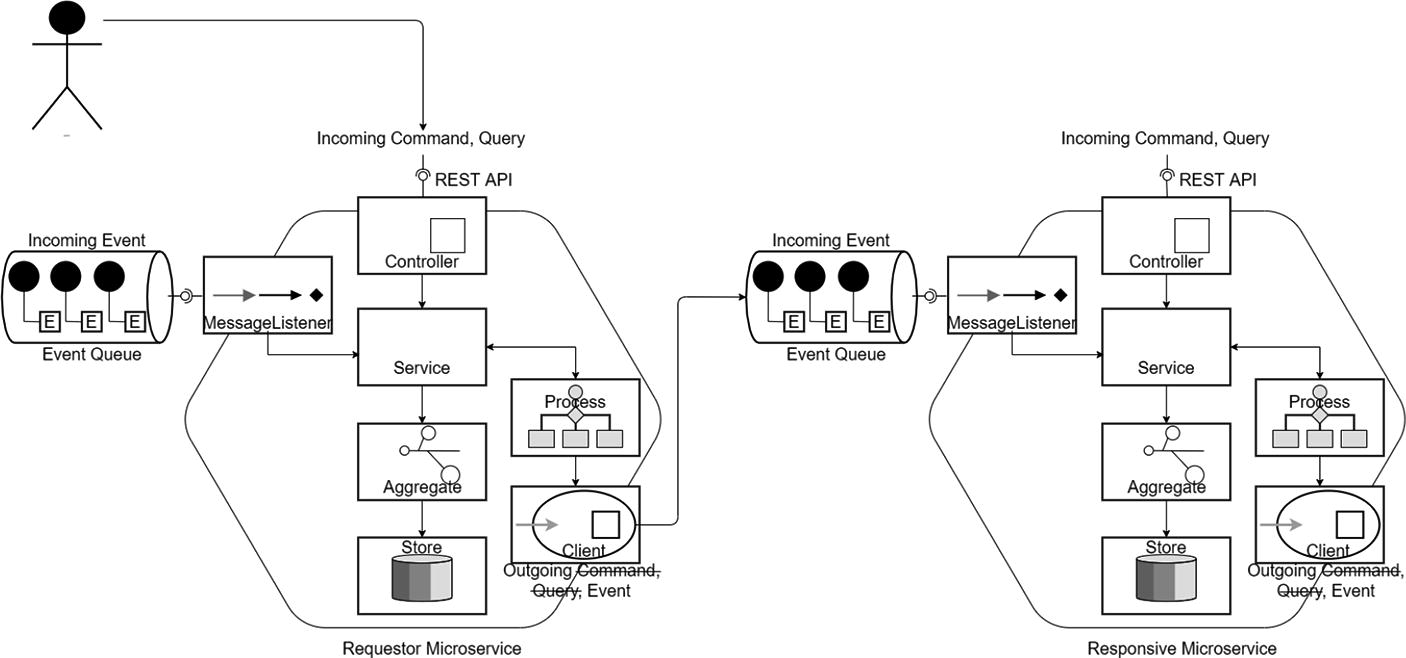 Incoming Command, Query
REST API
Controller
Incoming Event
E E E
Event Queue
MessageListener
Service
Process
Aggregate
Client
Store
Outgoing Command,
Query, Event
Requestor Microservice
Incoming Command, Query
REST API
Controller
Incoming Event
E E E
Event Queue
MessageListener
Service
Process
Aggregate
Client
Store
Outgoing Command,
Query, Event
Responsive Microservice